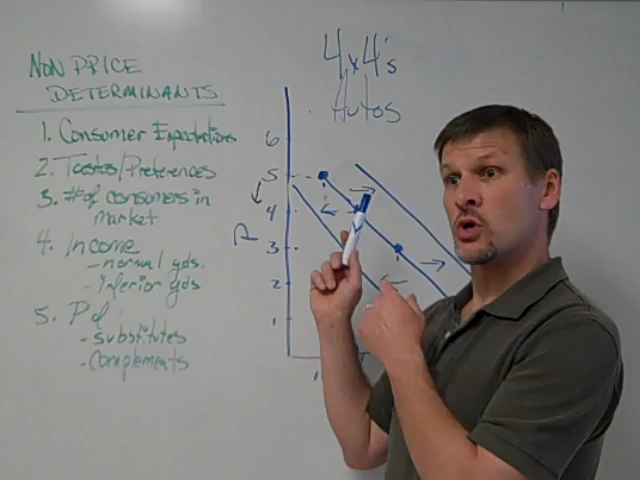 NON PRICE
DETERMINANTS
1. Consumer Expectations
2. Tastes/Preferences
3. # of consumers in
market
4. Income
- normal gds.
- Inferior gds
5. P of
- substitutes
- complements
4x4's
Autos
6
5
4
P
3
2
1
1